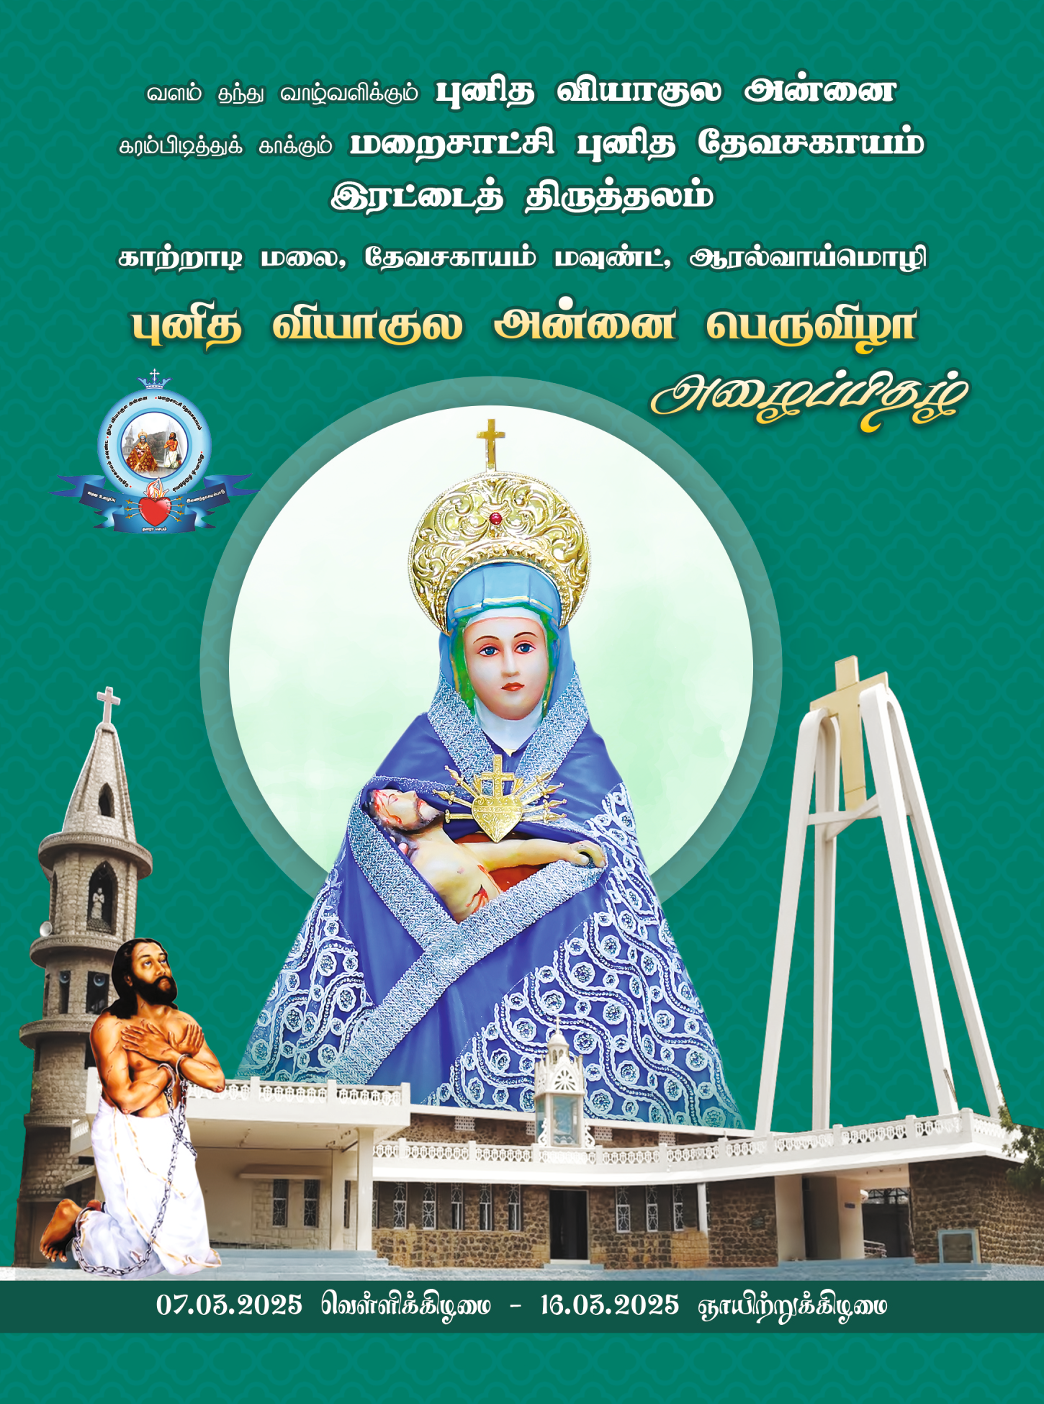 வளம் தந்து வாழ்வளிக்கும் புனித வியாகுல அன்னை
கரம்பிடித்துக் காக்கும் மறைசாட்சி புனித தேவசகாயம்
இரட்டைத் திருத்தலம்
காற்றாடி மலை, தேவசகாயம் மவுண்ட், ஆரல்வாய்மொழி
புனித வியாகுல அன்னை பெருவிழா
அழைப்பிதழ்
07.03.2025 வெள்ளிக்கிழமை - 16.03.2025 ஞாயிற்றுக்கிழமை